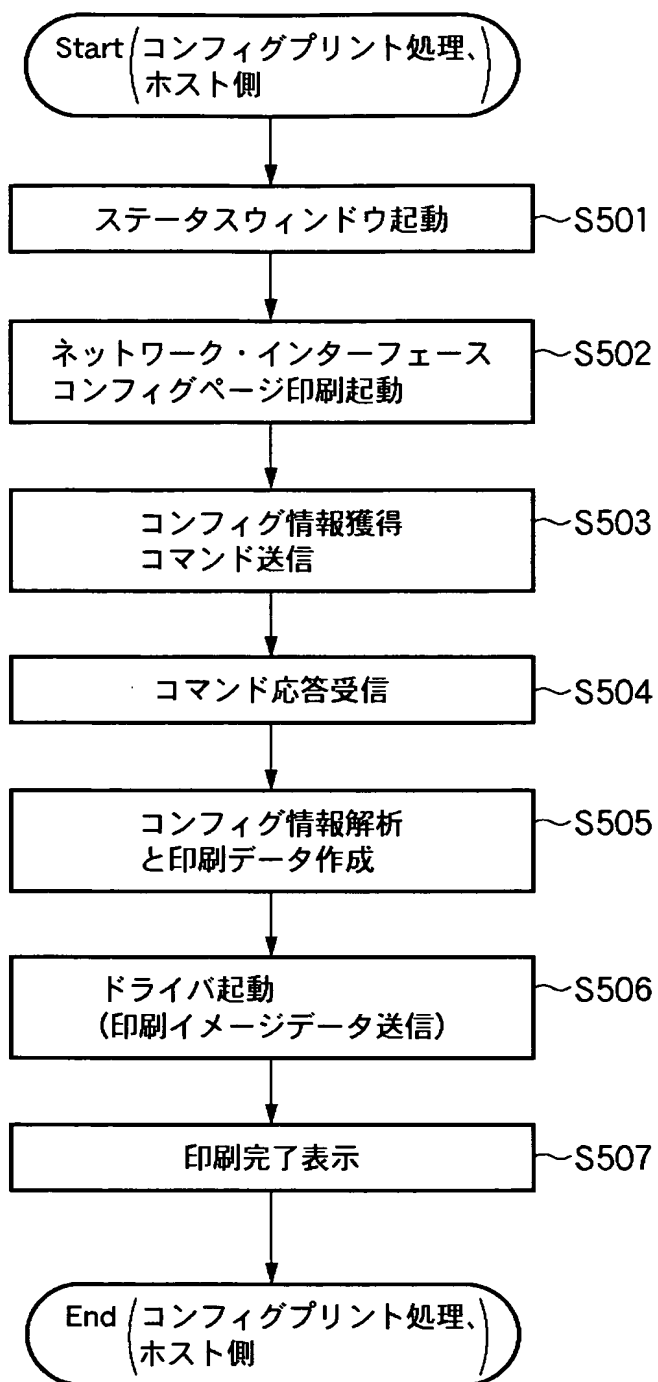 Start (コンフィグプリント処理、
ホスト側)
ステータスウィンドウ起動
S501
ネットワーク・インターフェース
コンフィグページ印刷起動
S502
コンフィグ情報獲得
コマンド送信
S503
コマンド応答受信
S504
コンフィグ情報解析
と印刷データ作成
S505
ドライバ起動
(印刷イメージデータ送信)
S506
印刷完了表示
S507
End (コンフィグプリント処理、
ホスト側)